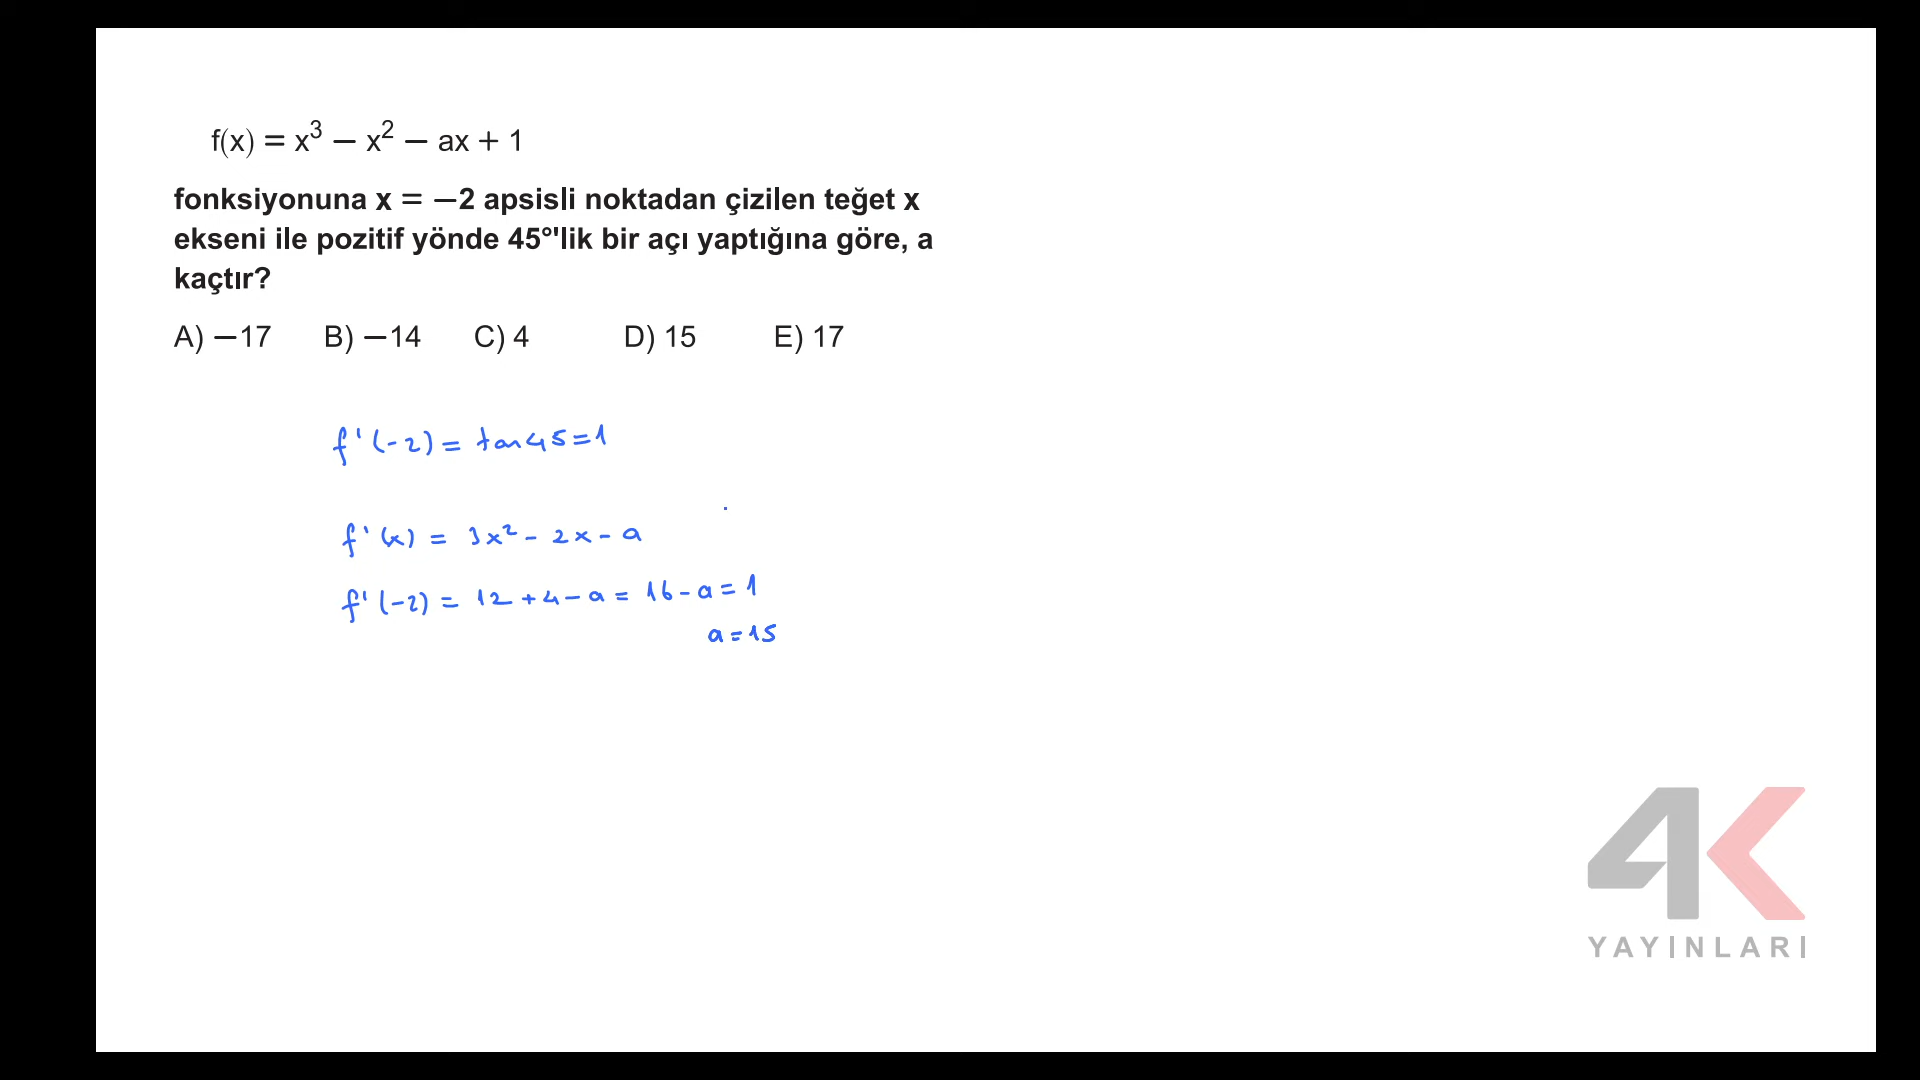 f(x) = x³ − x² − ax + 1
fonksiyonuna x = −2 apsisli noktadan çizilen teğet x
ekseni ile pozitif yönde 45°'lik bir açı yaptığına göre, a
kaçtır?
A) −17 B) −14 C) 4 D) 15 E) 17
f'(-2) = tan45=1
f'(x) = 3x² - 2x - a
f'(-2) = 12 + 4 - a = 16 - a = 1
a = 15
4K
YAYINLARI